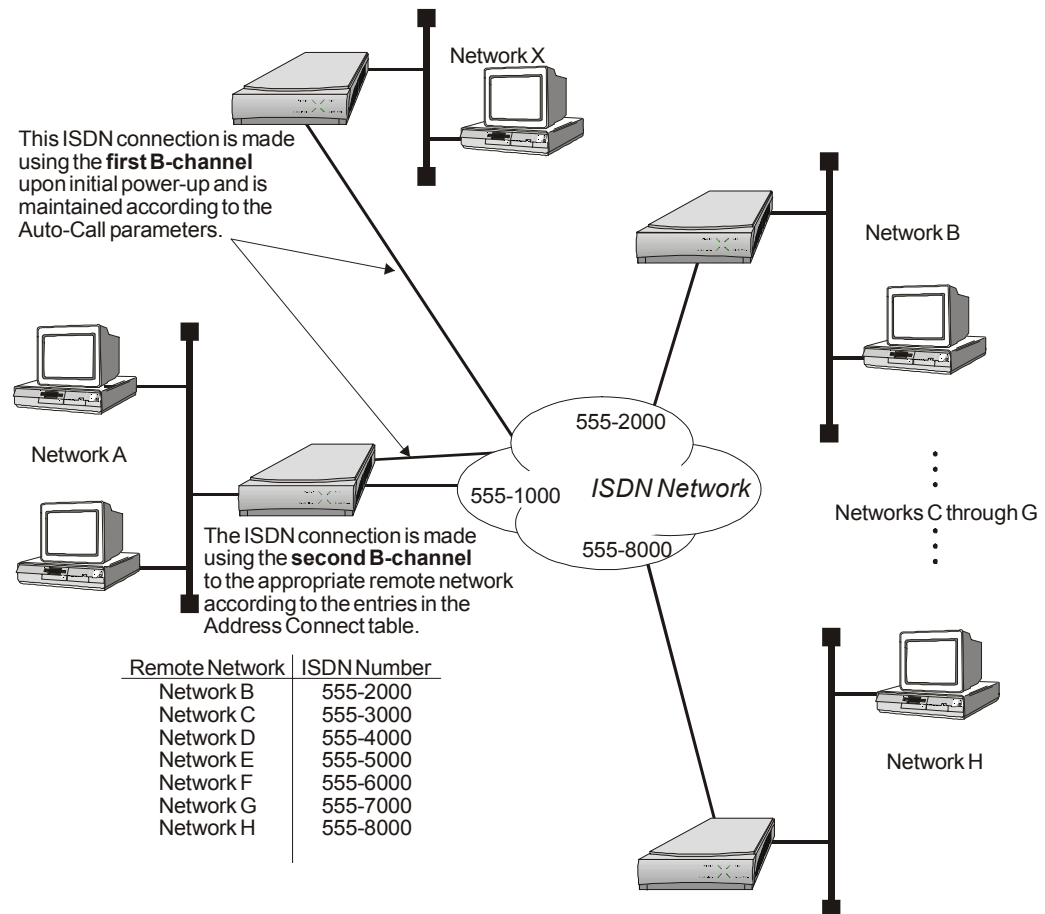 Network X
This ISDN connection is made
using the first B-channel
upon initial power-up and is
maintained according to the
Auto-Call parameters.
Network B
Network A
555-2000
555-1000
ISDN Network
555-8000
Networks C through G
The ISDN connection is made
using the second B-channel
to the appropriate remote network
according to the entries in the
Address Connect table.
Remote Network ISDN Number
Network B 555-2000
Network C 555-3000
Network D 555-4000
Network E 555-5000
Network F 555-6000
Network G 555-7000
Network H 555-8000
Network H